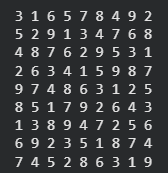 3 1 6 5 7 8 4 9 2
5 2 9 1 3 4 7 6 8
4 8 7 6 2 9 5 3 1
2 6 3 4 1 5 9 8 7
9 7 4 8 6 3 1 2 5
8 5 1 7 9 2 6 4 3
1 3 8 9 4 7 2 5 6
6 9 2 3 5 1 8 7 4
7 4 5 2 8 6 3 1 9